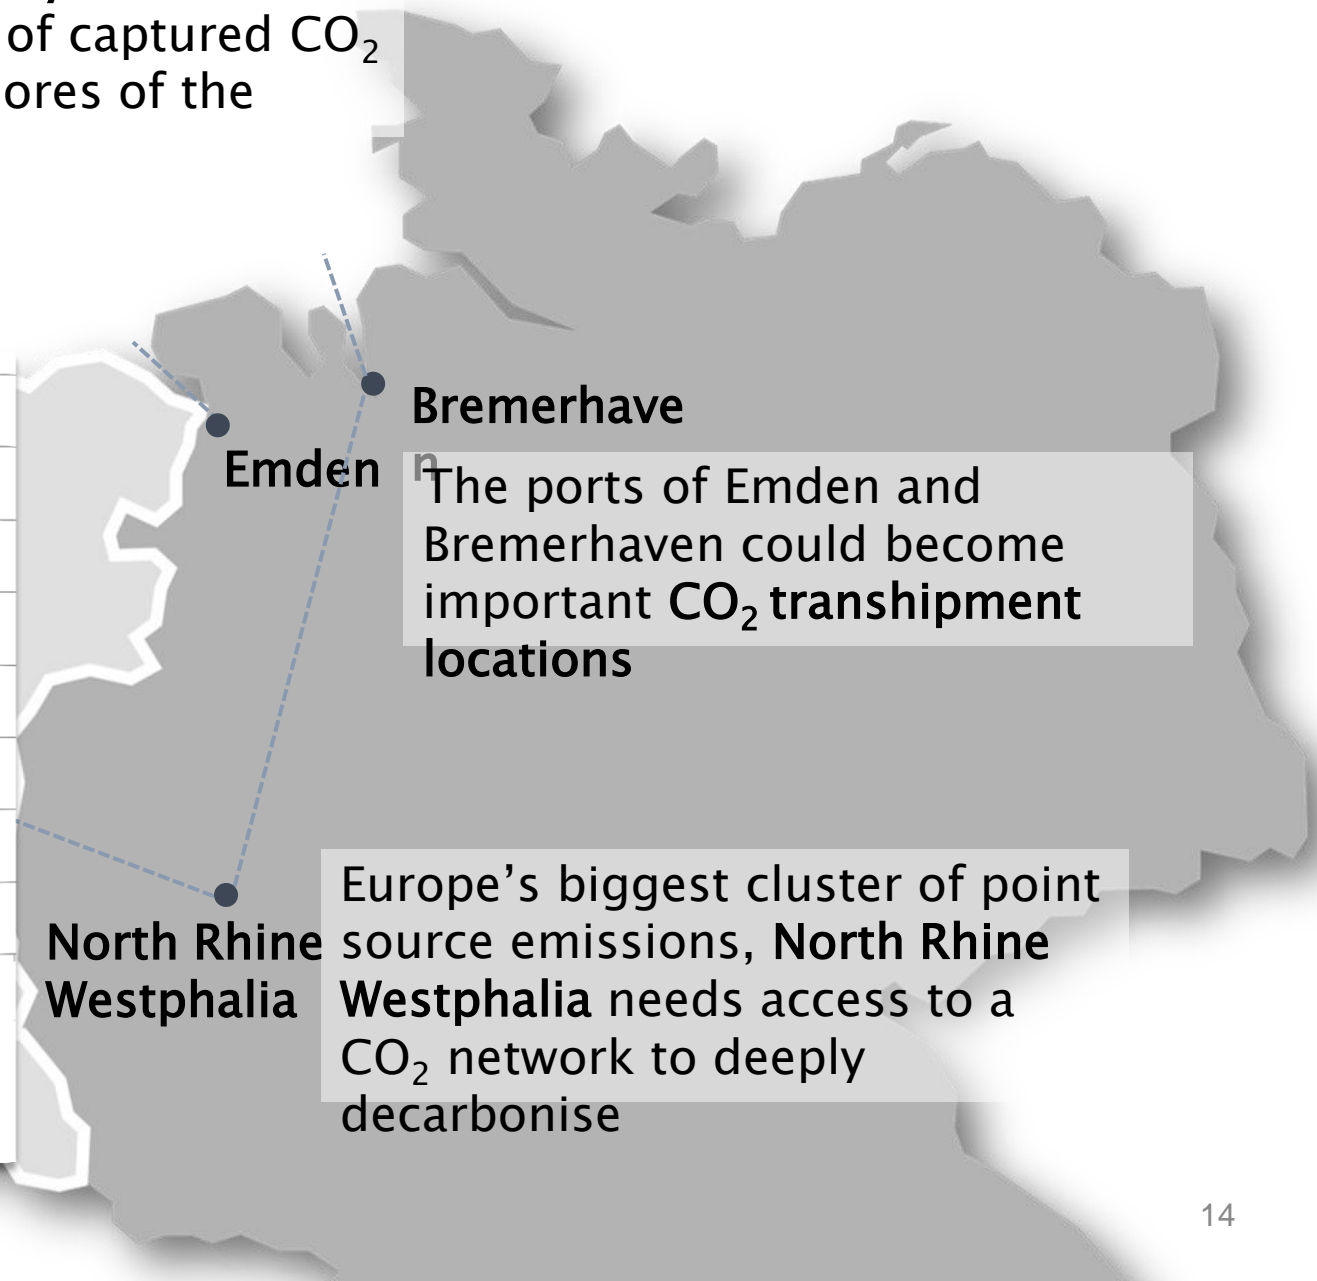 of captured CO₂
ores of the
Bremerhave
n
Emden
The ports of Emden and
Bremerhaven could become
important CO₂ transhipment
locations
North Rhine
Westphalia
Europe’s biggest cluster of point
source emissions, North Rhine
Westphalia needs access to a
CO₂ network to deeply
decarbonise
14